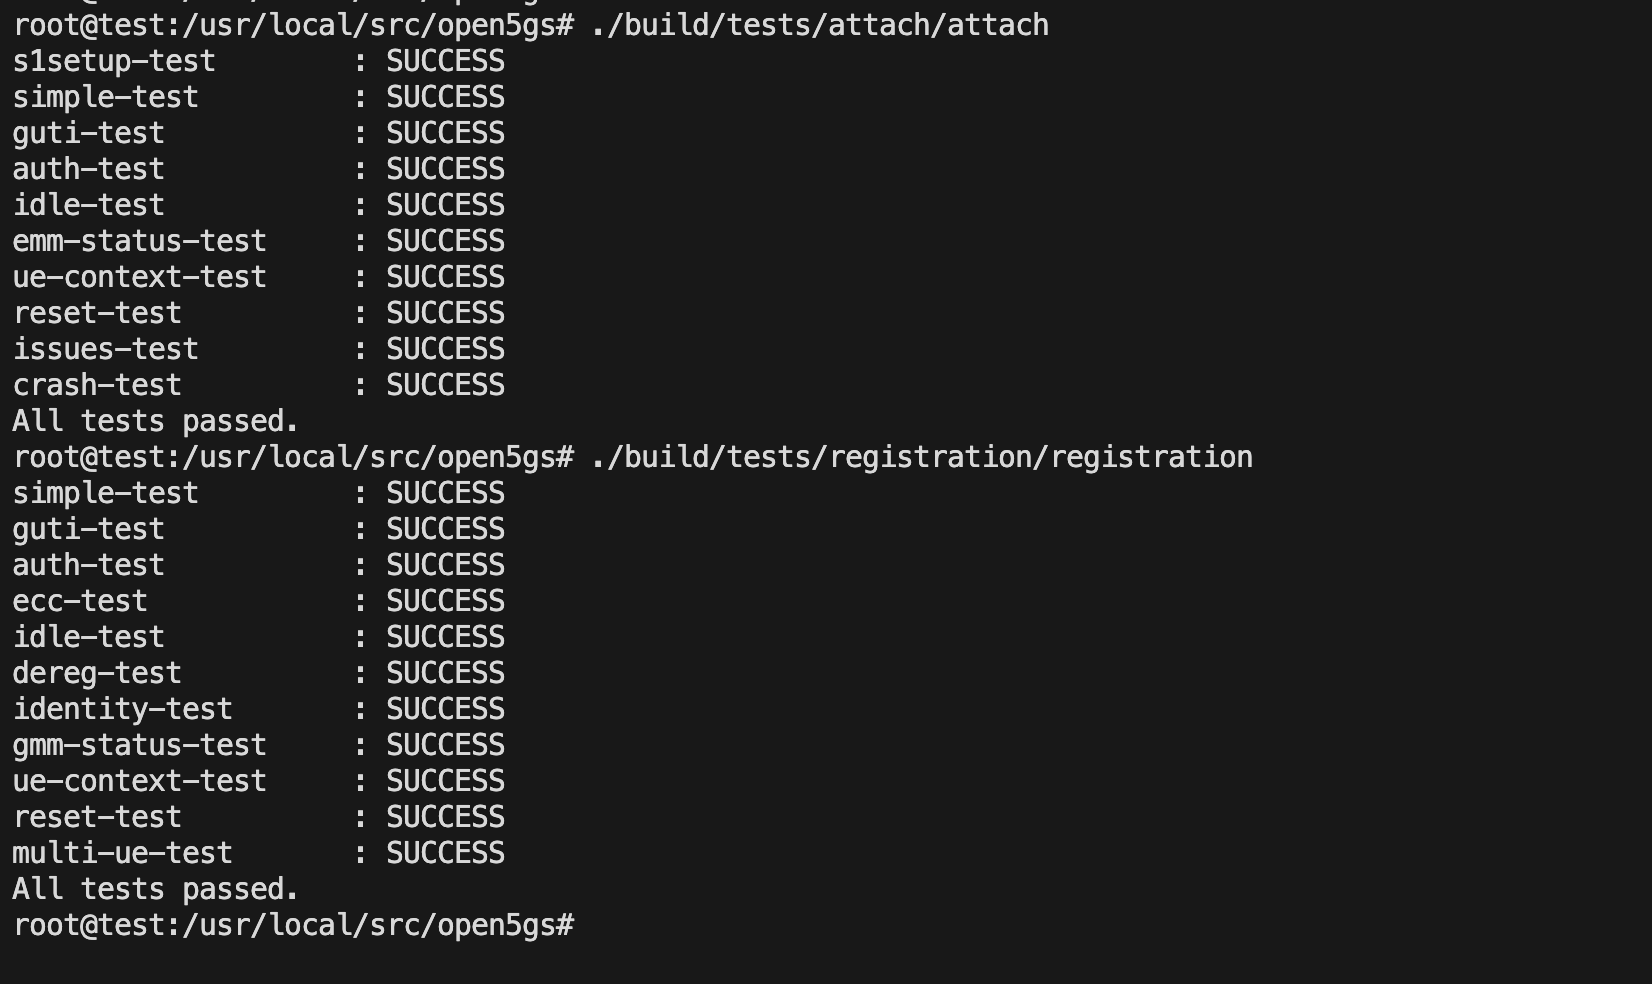 root@test:/usr/local/src/open5gs# ./build/tests/attach/attach
s1setup-test        : SUCCESS
simple-test         : SUCCESS
guti-test           : SUCCESS
auth-test           : SUCCESS
idle-test           : SUCCESS
emm-status-test     : SUCCESS
ue-context-test     : SUCCESS
reset-test          : SUCCESS
issues-test         : SUCCESS
crash-test          : SUCCESS
All tests passed.
root@test:/usr/local/src/open5gs# ./build/tests/registration/registration
simple-test         : SUCCESS
guti-test           : SUCCESS
auth-test           : SUCCESS
ecc-test            : SUCCESS
idle-test           : SUCCESS
dereg-test          : SUCCESS
identity-test       : SUCCESS
gmm-status-test     : SUCCESS
ue-context-test     : SUCCESS
reset-test          : SUCCESS
multi-ue-test       : SUCCESS
All tests passed.
root@test:/usr/local/src/open5gs#